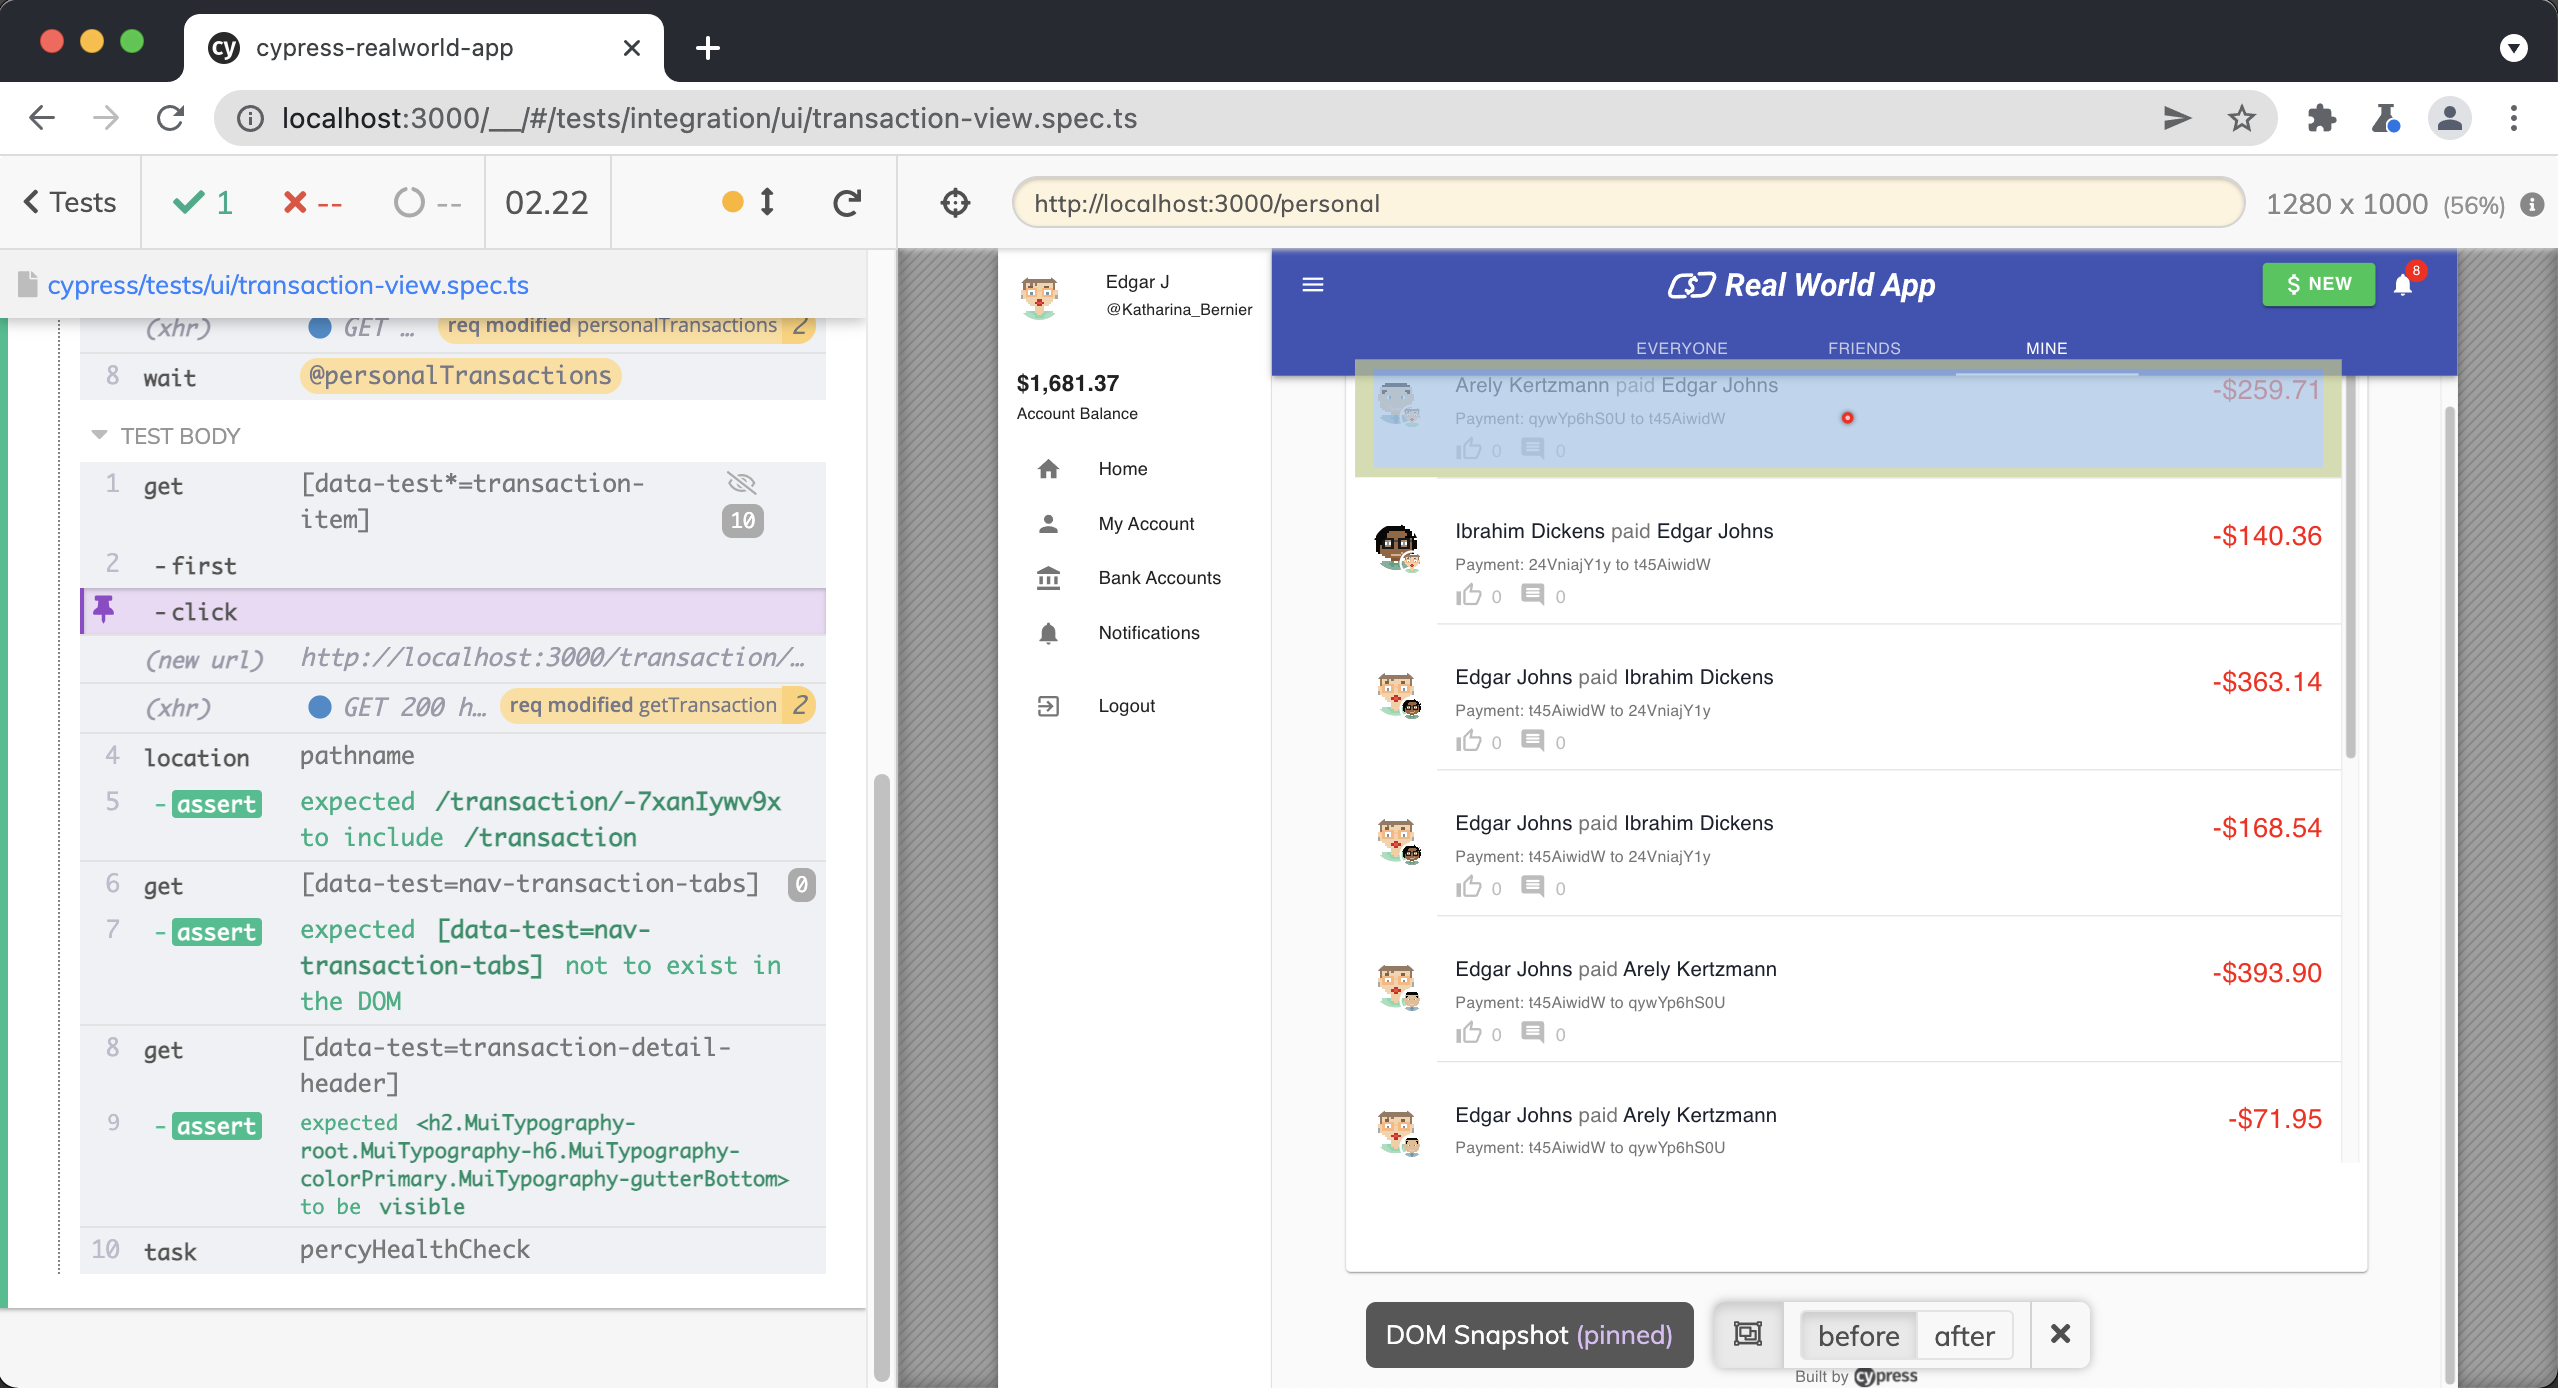 cy cypress-realworld-app
localhost:3000/__/#/tests/integration/ui/transaction-view.spec.ts
Tests 1 -- -- 02.22
http://localhost:3000/personal 1280 x 1000 (56%)
cypress/tests/ui/transaction-view.spec.ts
(xhr) GET ... req modified personalTransactions 2
8 wait @personalTransactions
TEST BODY
1 get [data-test*=transaction-
item] 10
2 -first
-click
(new url) http://localhost:3000/transaction/…
(xhr) GET 200 h… req modified getTransaction 2
4 location pathname
5 -assert expected /transaction/-7xanIywv9x
to include /transaction
6 get [data-test=nav-transaction-tabs] 0
7 -assert expected [data-test=nav-
transaction-tabs] not to exist in
the DOM
8 get [data-test=transaction-detail-
header]
9 -assert expected <h2.MuiTypography-
root.MuiTypography-h6.MuiTypography-
colorPrimary.MuiTypography-gutterBottom>
to be visible
10 task percyHealthCheck
Edgar J
@Katharina_Bernier
$1,681.37
Account Balance
Home
My Account
Bank Accounts
Notifications
Logout
Real World App
$ NEW 8
EVERYONE FRIENDS MINE
Arely Kertzmann paid Edgar Johns -$259.71
Payment: qywYp6hS0U to t45AiwidW
0 0
Ibrahim Dickens paid Edgar Johns -$140.36
Payment: 24VniajY1y to t45AiwidW
0 0
Edgar Johns paid Ibrahim Dickens -$363.14
Payment: t45AiwidW to 24VniajY1y
0 0
Edgar Johns paid Ibrahim Dickens -$168.54
Payment: t45AiwidW to 24VniajY1y
0 0
Edgar Johns paid Arely Kertzmann -$393.90
Payment: t45AiwidW to qywYp6hS0U
0 0
Edgar Johns paid Arely Kertzmann -$71.95
Payment: t45AiwidW to qywYp6hS0U
DOM Snapshot (pinned) before after
Built by cypress